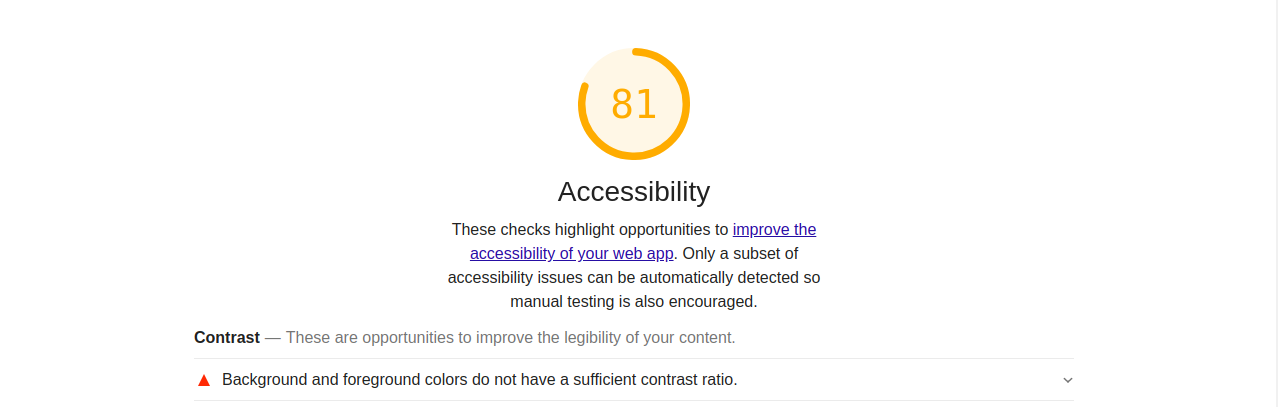 81
Accessibility
These checks highlight opportunities to improve the
accessibility of your web app. Only a subset of
accessibility issues can be automatically detected so
manual testing is also encouraged.
Contrast — These are opportunities to improve the legibility of your content.
Background and foreground colors do not have a sufficient contrast ratio.